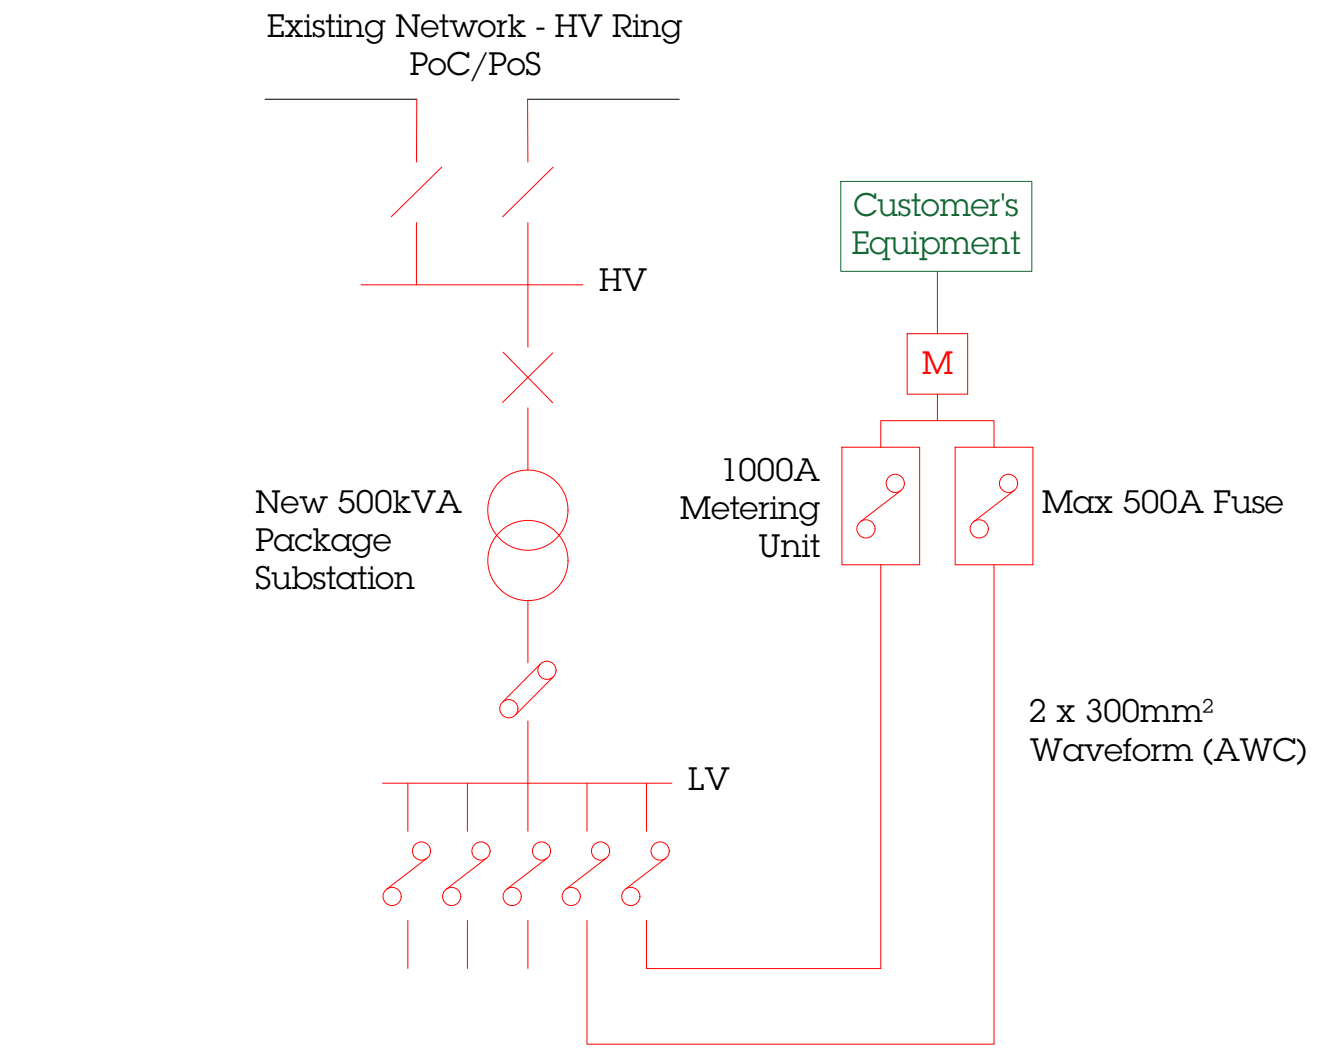 Existing Network - HV Ring
PoC/PoS
Customer's
Equipment
HV
M
1000A
Metering
Unit
Max 500A Fuse
New 500kVA
Package
Substation
2 x 300mm²
Waveform (AWC)
LV